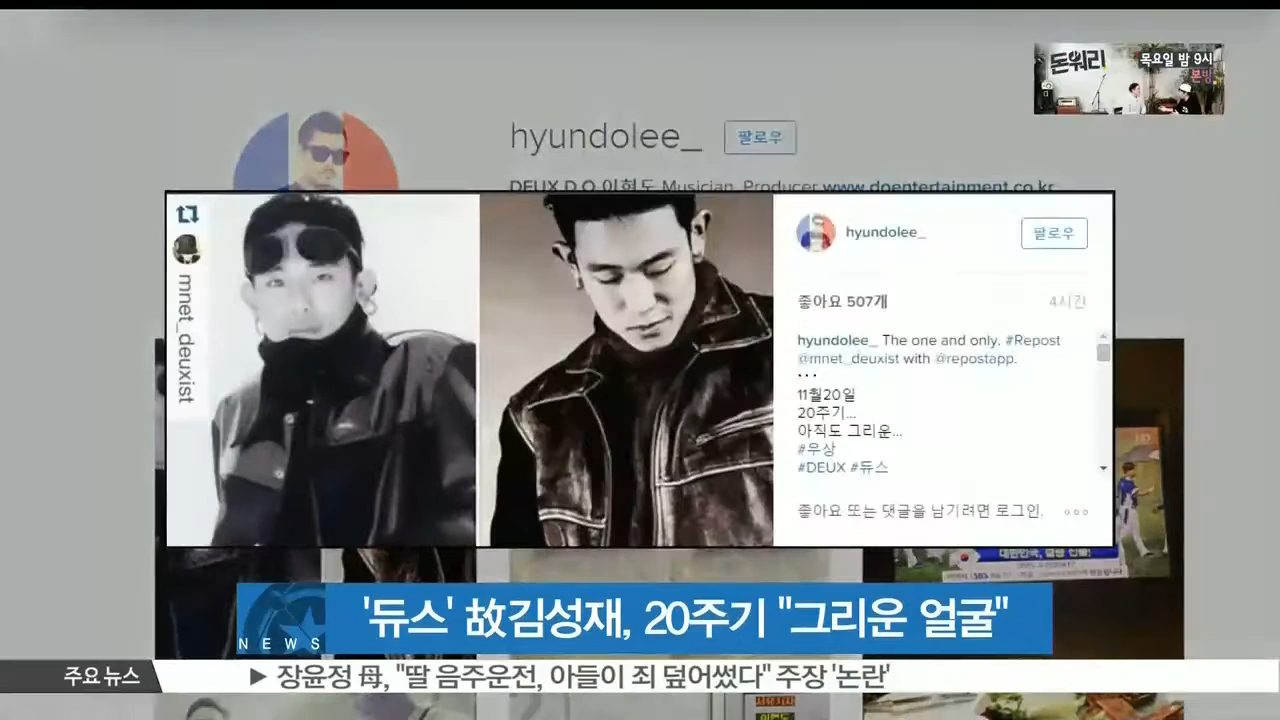 돈워리
목요일 밤 9시
본방
hyundolee_ 팔로우
DEUX D.O 이현도 Musician, Producer www.doentertainment.co.kr
mnet_deuxist
hyundolee_ 팔로우
좋아요 507개 4시간
hyundolee_ The one and only. #Repost
@mnet_deuxist with @repostapp.
・・・
11월20일
20주기...
아직도 그리운...
#우상
#DEUX #듀스
좋아요 또는 댓글을 남기려면 로그인.
NEWS
'듀스' 故김성재, 20주기 "그리운 얼굴"
주요뉴스
▶ 장윤정 母, "딸 음주운전, 아들이 죄 덮어썼다" 주장 '논란'